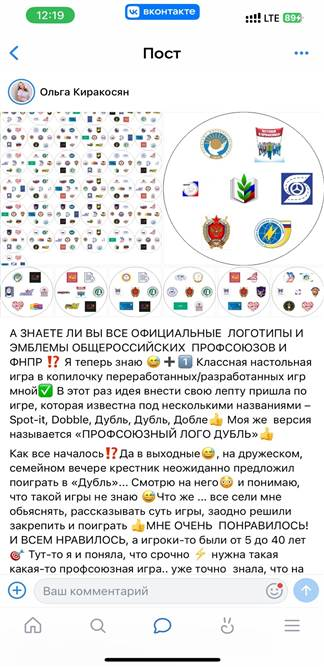 12:19
вконтакте
LTE 89
Пост
Ольга Киракосян
А ЗНАЕТЕ ЛИ ВЫ ВСЕ ОФИЦИАЛЬНЫЕ ЛОГОТИПЫ И
ЭМБЛЕМЫ ОБЩЕРОССИЙСКИХ ПРОФСОЮЗОВ И
ФНПР ⁉️ Я теперь знаю 😅➕1️⃣ Классная настольная
игра в копилочку переработанных/разработанных игр
мной✅ В этот раз идея внести свою лепту пришла по
игре, которая известна под несколькими названиями –
Spot-it, Dobble, Дубль, Дубль, Добле👍 Моя же версия
называется «ПРОФСОЮЗНЫЙ ЛОГО ДУБЛЬ»👍
Как все началось⁉️Да в выходные😅, на дружеском,
семейном вечере крестник неожиданно предложил
поиграть в «Дубль»... Смотрю на него😳 и понимаю,
что такой игры не знаю 😅Что же ... все сели мне
объяснять, рассказывать суть игры, заодно решили
закрепить и поиграть 👍МНЕ ОЧЕНЬ ПОНРАВИЛОСЬ!
И ВСЕМ НРАВИЛОСЬ, а игроки-то были от 5 до 40 лет
🎯 Тут-то я и поняла, что срочно ⚡ нужна такая
какая-то профсоюзная игра.. уже точно знала, что на
Ваш комментарий